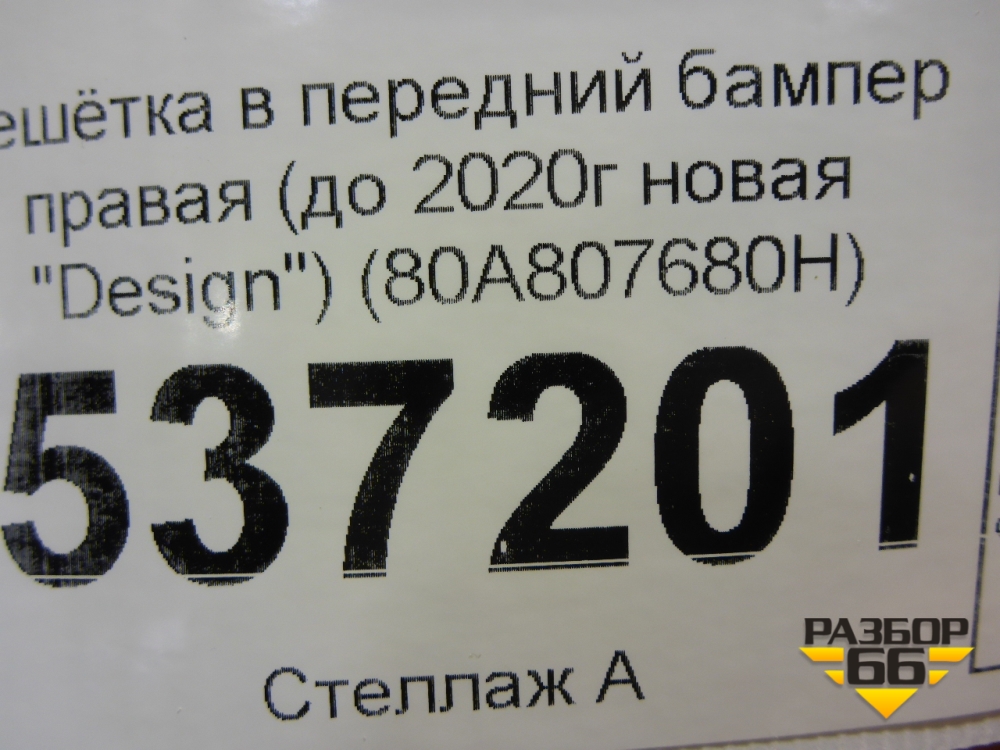 ешётка в передний бампер
правая (до 2020г новая
"Design") (80A807680H)
537201
Стеллаж А
РАЗБОР
66